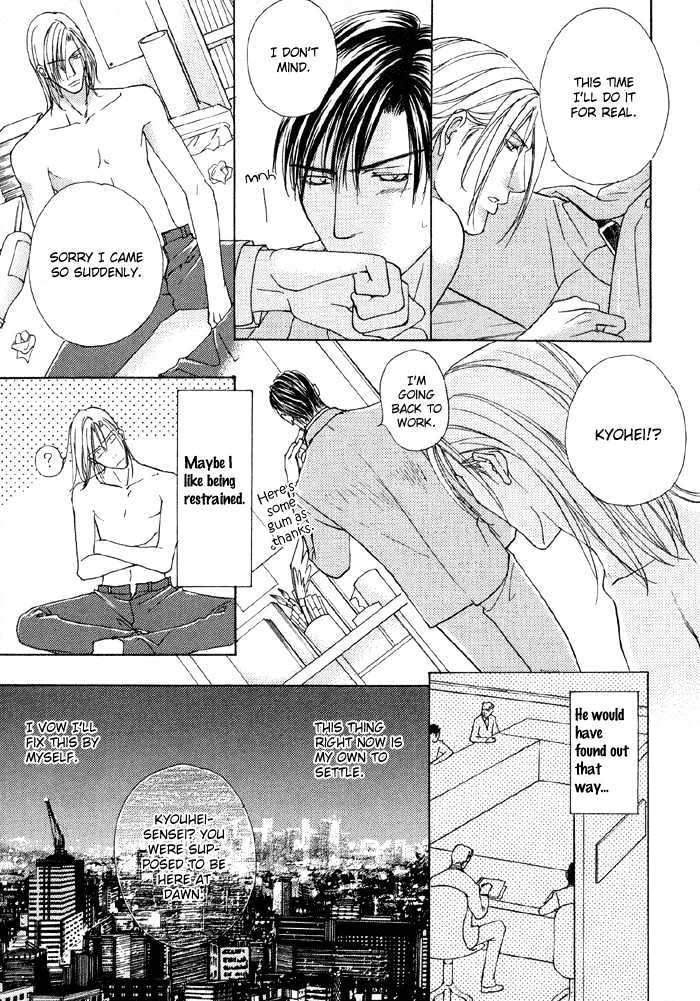 THIS TIME
I'LL DO IT
FOR REAL.
I DON'T
MIND.
mnh
SORRY I CAME
SO SUDDENLY.
KYOHEI!?
I'M
GOING
BACK TO
WORK.
Here's
some
gum as
thanks.
Maybe I
like being
restrained.
?
He would
have
found out
that
way...
THIS THING
RIGHT NOW IS
MY OWN TO
SETTLE.
KYOUHEI-
SENSEI? YOU
WERE SUP-
POSED TO BE
HERE AT
DAWN!
I VOW I'LL
FIX THIS BY
MYSELF.